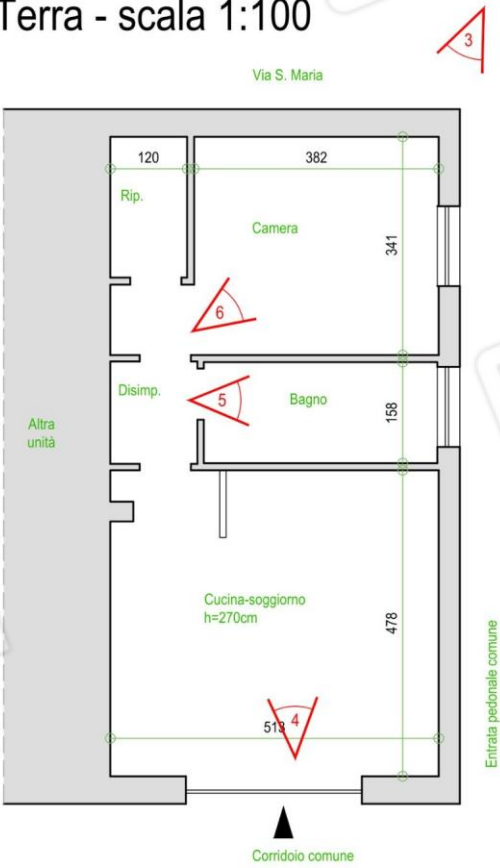 Terra - scala 1:100
3
Via S. Maria
120
382
Rip.
Camera
341
6
Disimp.
5
Bagno
158
Altra
unità
Cucina-soggiorno
h=270cm
478
4
513
Entrata pedonale comune
Corridoio comune